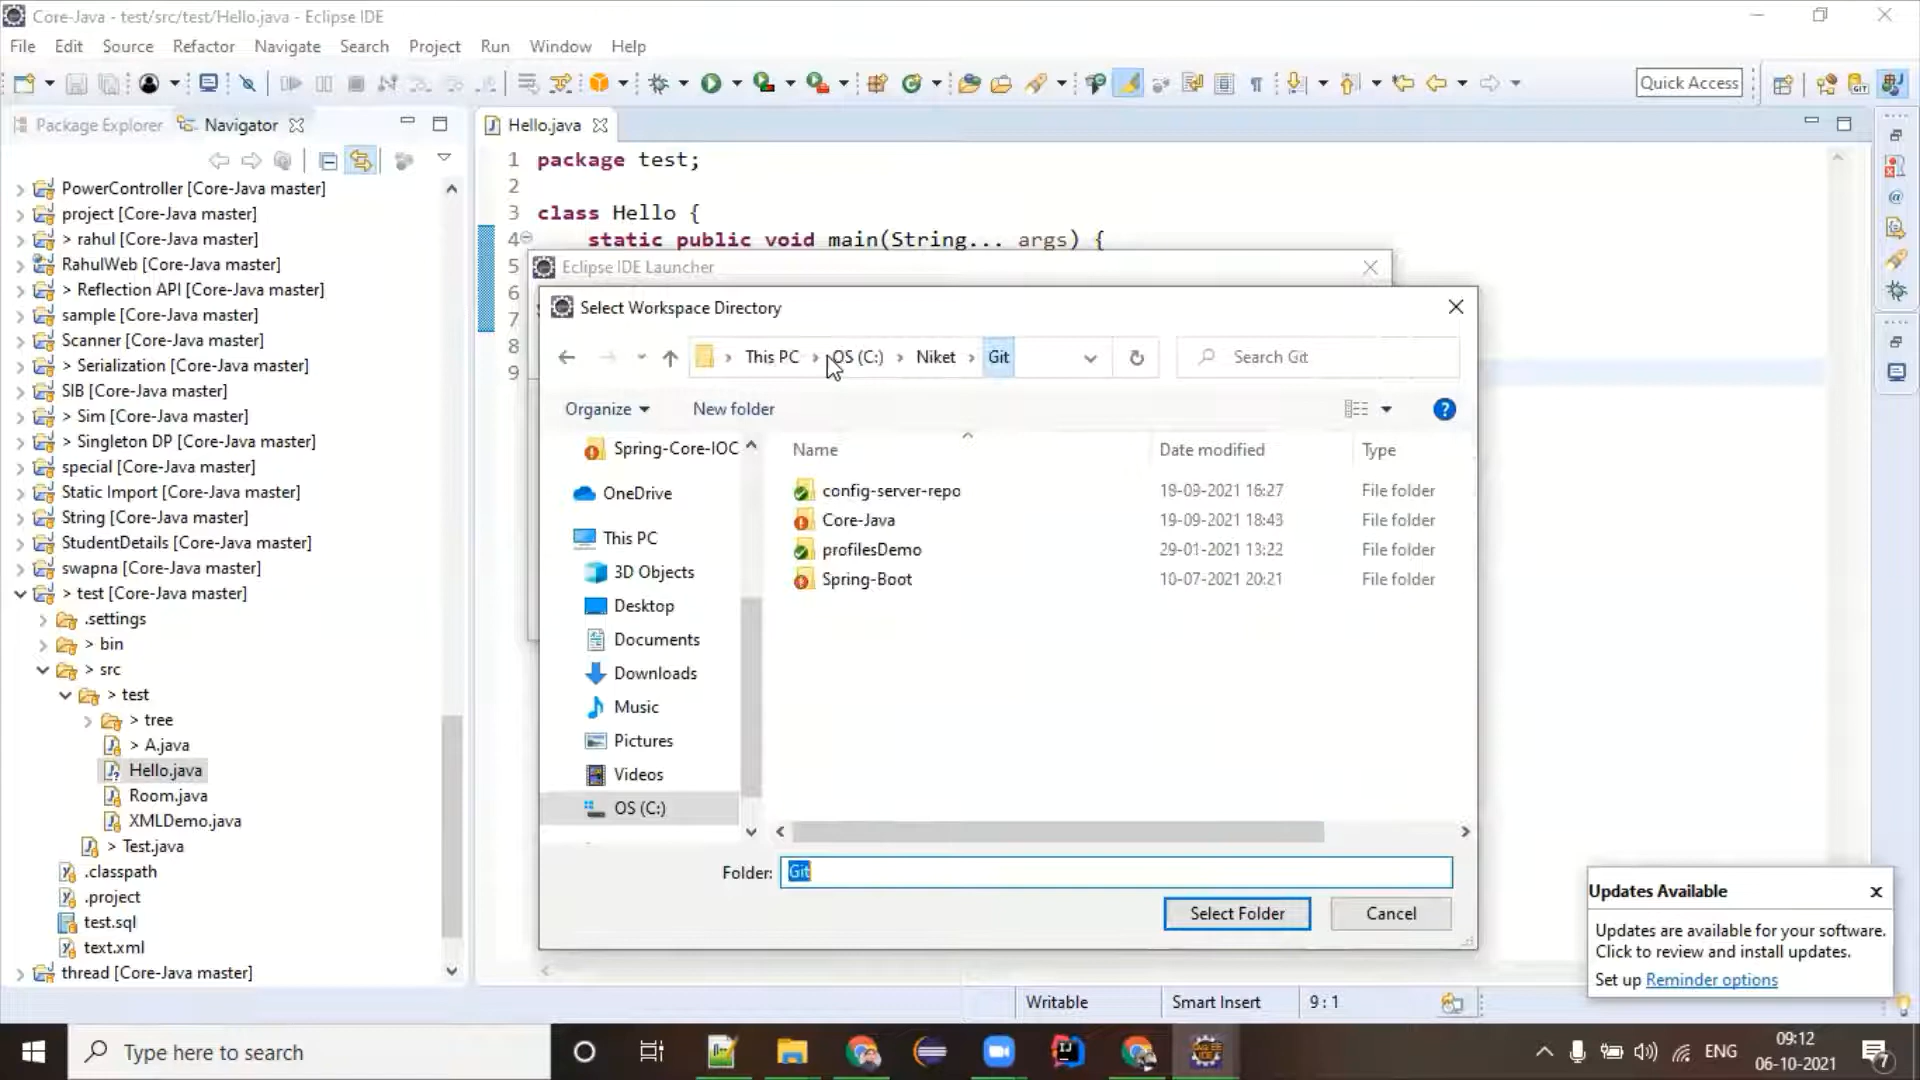 Core-Java - test/src/test/Hello.java - Eclipse IDE
File Edit Source Refactor Navigate Search Project Run Window Help
Quick Access
Package Explorer Navigator
Hello.java
PowerController [Core-Java master]
project [Core-Java master]
> rahul [Core-Java master]
RahulWeb [Core-Java master]
> Reflection API [Core-Java master]
sample [Core-Java master]
Scanner [Core-Java master]
> Serialization [Core-Java master]
SIB [Core-Java master]
> Sim [Core-Java master]
> Singleton DP [Core-Java master]
special [Core-Java master]
Static Import [Core-Java master]
String [Core-Java master]
StudentDetails [Core-Java master]
swapna [Core-Java master]
> test [Core-Java master]
.settings
> bin
> src
> test
> tree
> A.java
Hello.java
Room.java
XMLDemo.java
> Test.java
.classpath
.project
test.sql
text.xml
thread [Core-Java master]
1 package test;
2
3 class Hello {
4 static public void main(String... args) {
5
6
7
8
9
Eclipse IDE Launcher
Select Workspace Directory
This PC > OS (C:) > Niket > Git
Search Git
Organize New folder
Spring-Core-IOC
OneDrive
This PC
3D Objects
Desktop
Documents
Downloads
Music
Pictures
Videos
OS (C:)
Name Date modified Type
config-server-repo 19-09-2021 16:27 File folder
Core-Java 19-09-2021 18:43 File folder
profilesDemo 29-01-2021 13:22 File folder
Spring-Boot 10-07-2021 20:21 File folder
Folder: Git
Select Folder Cancel
Updates Available
Updates are available for your software.
Click to review and install updates.
Set up Reminder options
Writable Smart Insert 9 : 1
Type here to search
ENG
09:12
06-10-2021
7